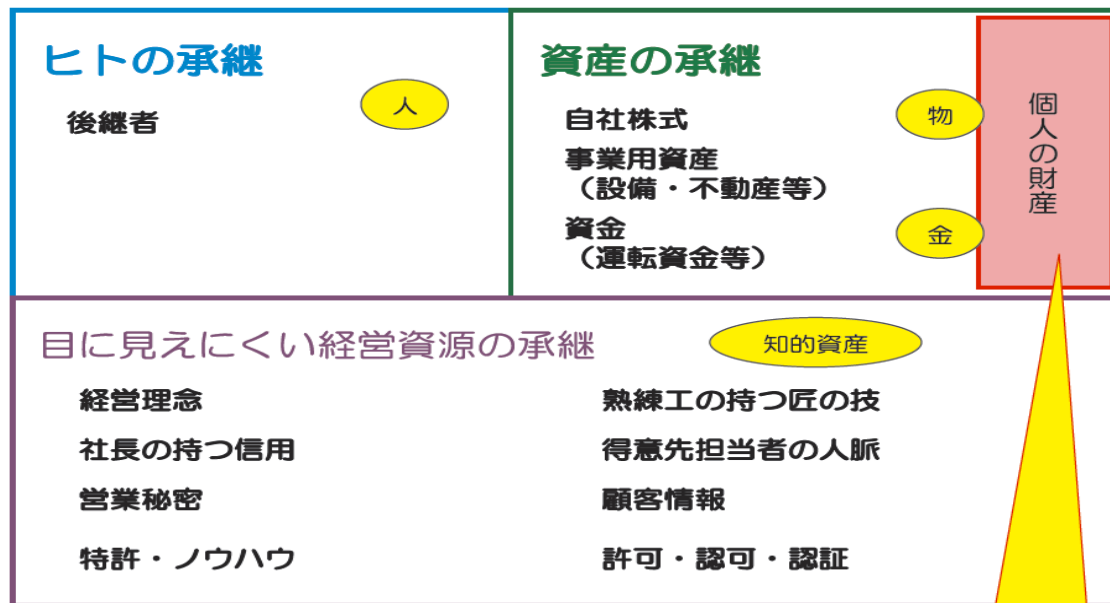 ヒトの承継
人
後継者
資産の承継
自社株式
物
事業用資産
（設備・不動産等）
資金
金
（運転資金等）
個人の財産
目に見えにくい経営資源の承継
知的資産
経営理念
社長の持つ信用
営業秘密
特許・ノウハウ
熟練工の持つ匠の技
得意先担当者の人脈
顧客情報
許可・認可・認証